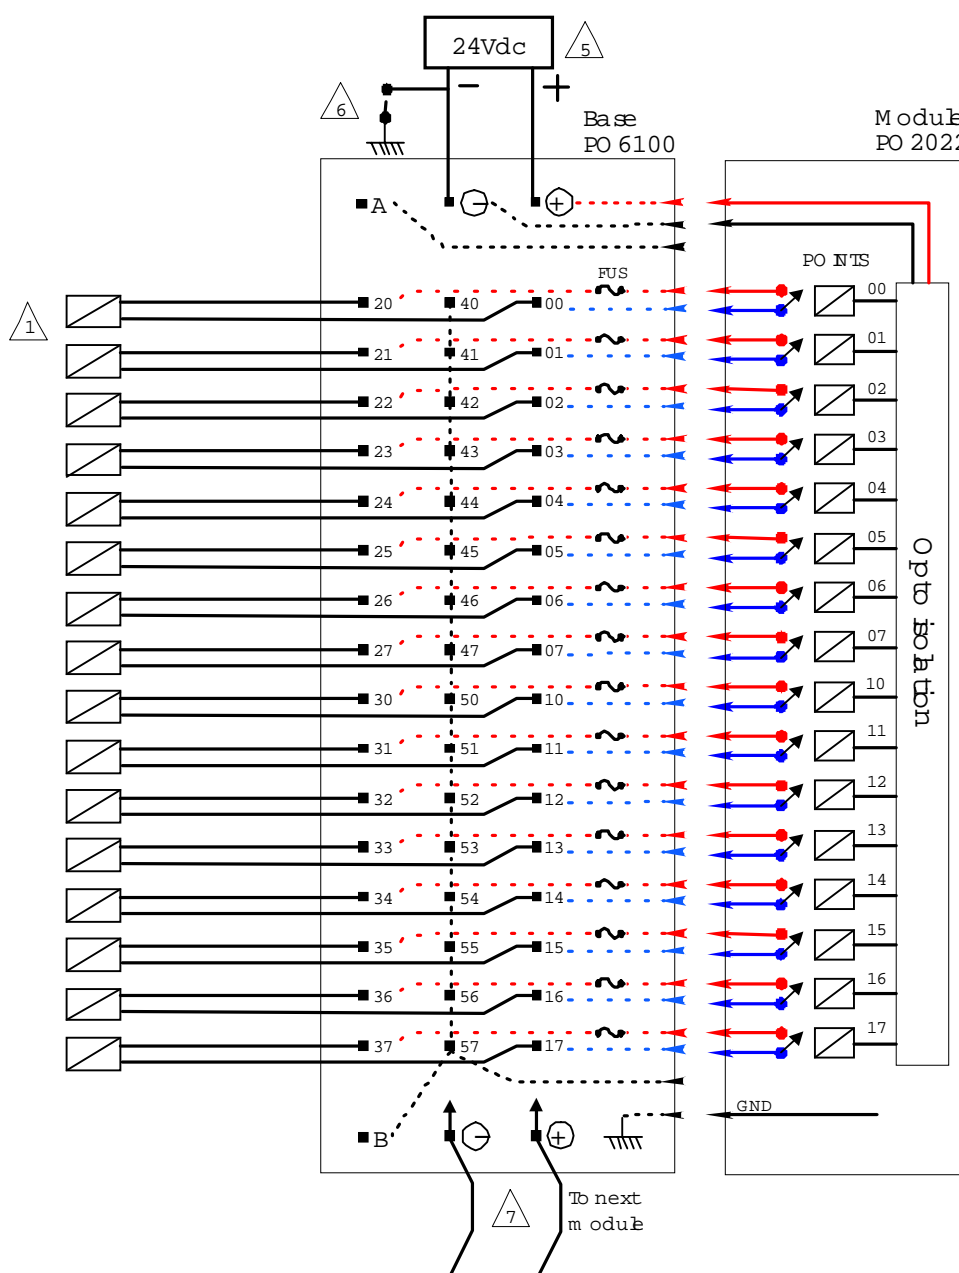 24Vdc
5
6
− +
Base
PO6100
Module
PO2022
A − +
POINTS
FUS
1
20 40 00 00
21 41 01 01
22 42 02 02
23 43 03 03
24 44 04 04
25 45 05 05
26 46 06 06
27 47 07 07
30 50 10 10
31 51 11 11
32 52 12 12
33 53 13 13
34 54 14 14
35 55 15 15
36 56 16 16
37 57 17 17
Opto isolation
GND
B − +
7
To next
module